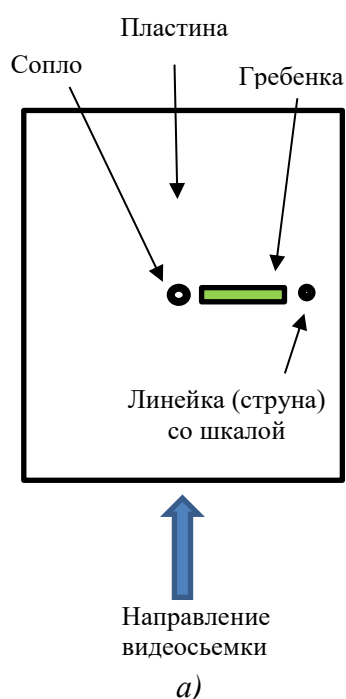 Пластина
Сопло
Гребенка
Линейка (струна)
со шкалой
Направление
видеосьемки
а)